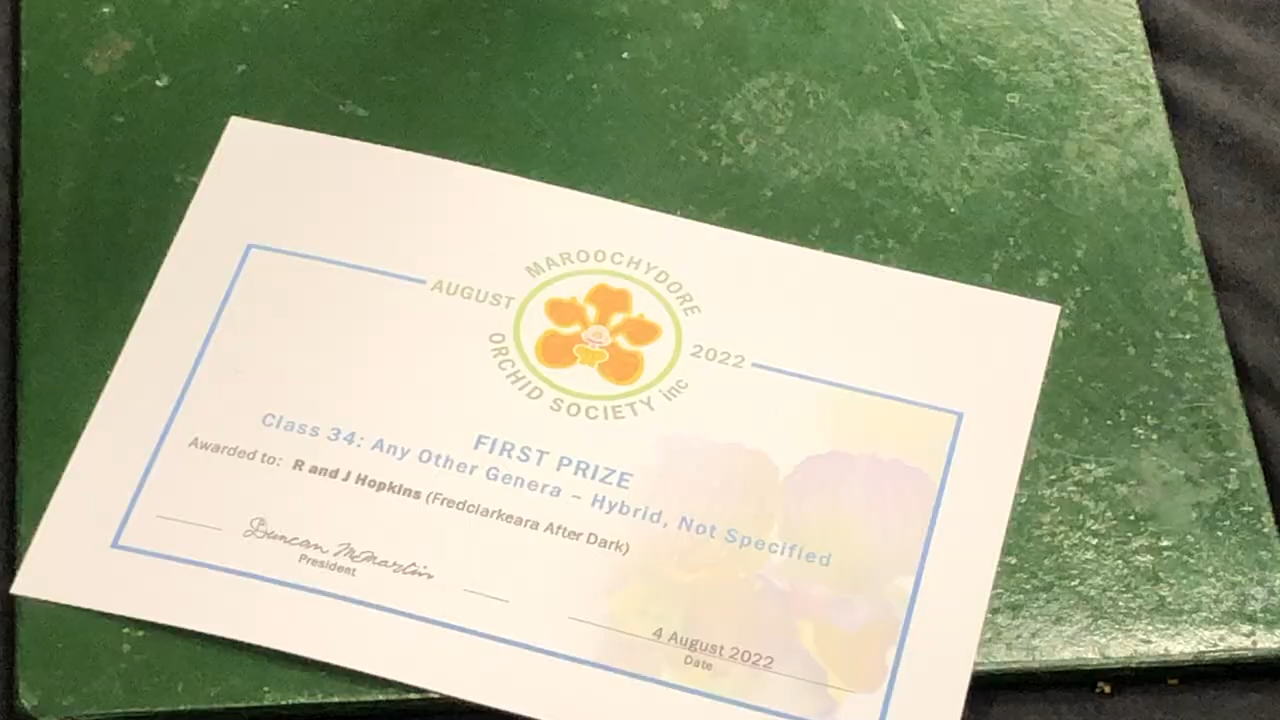 MAROOCHYDORE
AUGUST
2022
ORCHID SOCIETY inc
FIRST PRIZE
Class 34: Any Other Genera - Hybrid, Not Specified
Awarded to: R and J Hopkins (Fredclarkeara After Dark)
Duncan McMartin
President
4 August 2022
Date